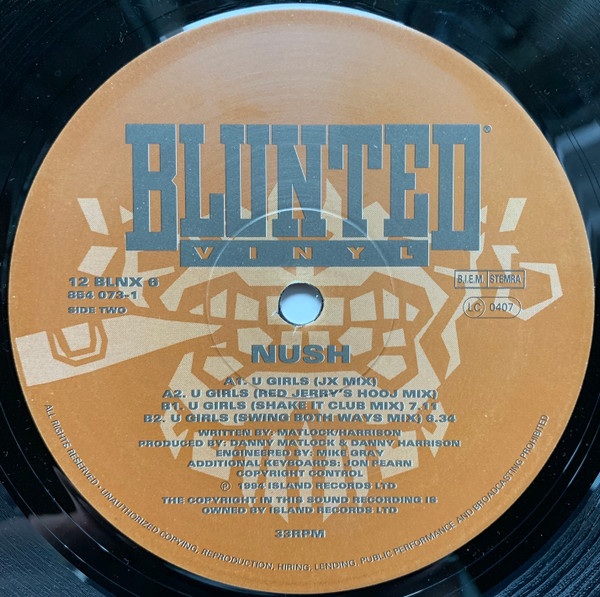 BLUNTED®
VINYL
12 BLNX 6
854 073-1
SIDE TWO
B.I.E.M. STEMRA
LC 0407
NUSH
A1. U GIRLS (JX MIX)
A2. U GIRLS (RED JERRY'S HOOJ MIX)
B1. U GIRLS (SHAKE IT CLUB MIX) 7.11
B2. U GIRLS (SWING BOTH WAYS MIX) 6.34
WRITTEN BY: MATLOCK/HARRISON
PRODUCED BY: DANNY MATLOCK & DANNY HARRISON
ENGINEERED BY: MIKE GRAY
ADDITIONAL KEYBOARDS: JON PEARN
COPYRIGHT CONTROL
℗ 1994 ISLAND RECORDS LTD
THE COPYRIGHT IN THIS SOUND RECORDING IS
OWNED BY ISLAND RECORDS LTD
33RPM
ALL RIGHTS RESERVED. UNAUTHORIZED COPYING, REPRODUCTION, HIRING, LENDING, PUBLIC PERFORMANCE AND BROADCASTING PROHIBITED